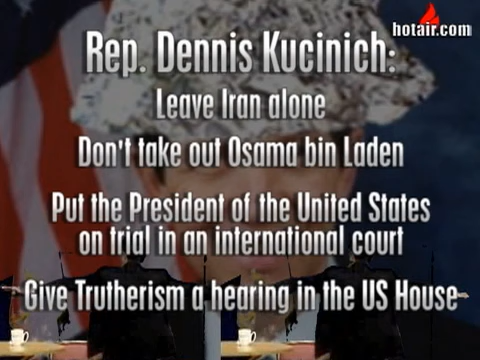 hotair.com
Rep. Dennis Kucinich:
Leave Iran alone
Don't take out Osama bin Laden
Put the President of the United States
on trial in an international court
Give Trutherism a hearing in the US House